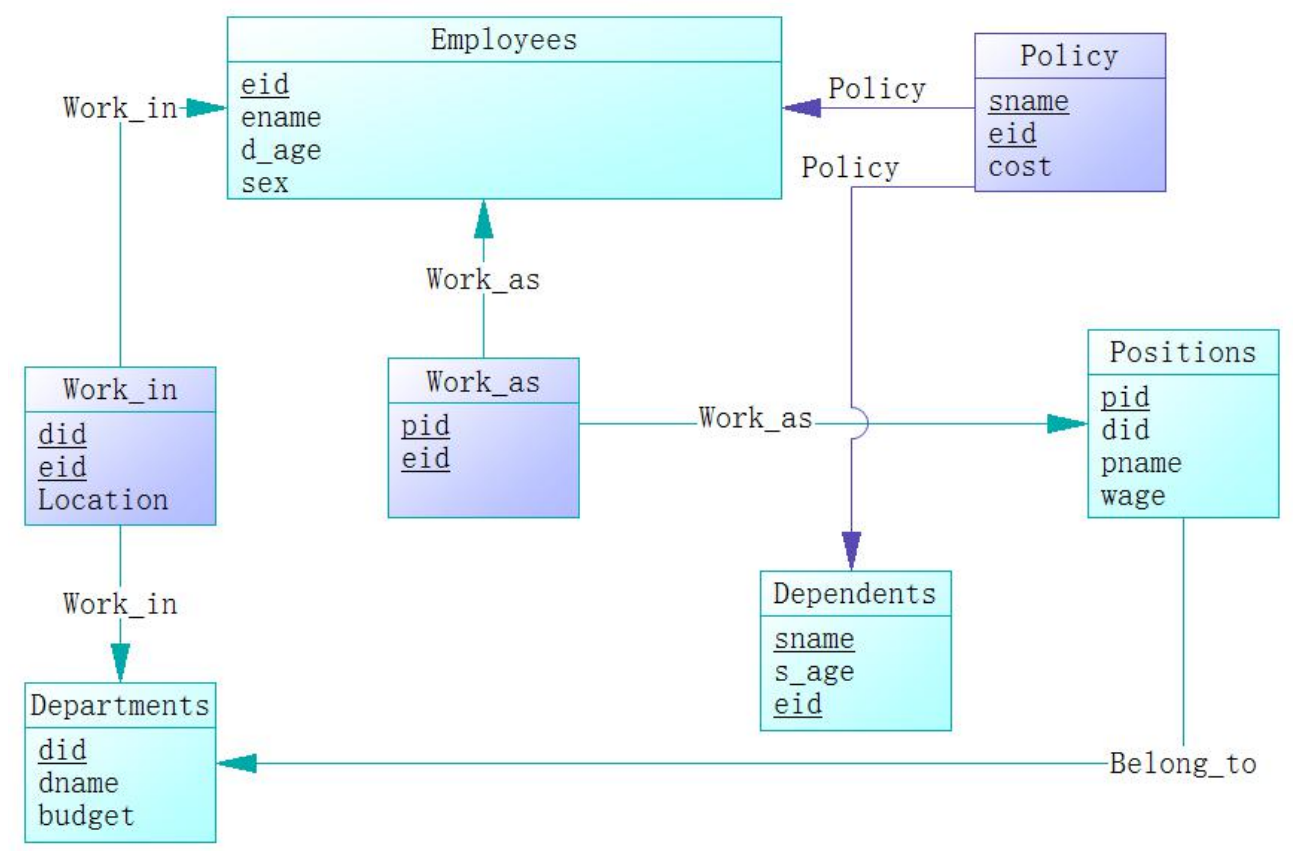 Employees
eid
ename
d_age
sex
Policy
sname
eid
cost
Work_in
Policy
Policy
Work_as
Work_in
did
eid
Location
Work_as
pid
eid
Work_as
Positions
pid
did
pname
wage
Work_in
Dependents
sname
s_age
eid
Departments
did
dname
budget
Belong_to